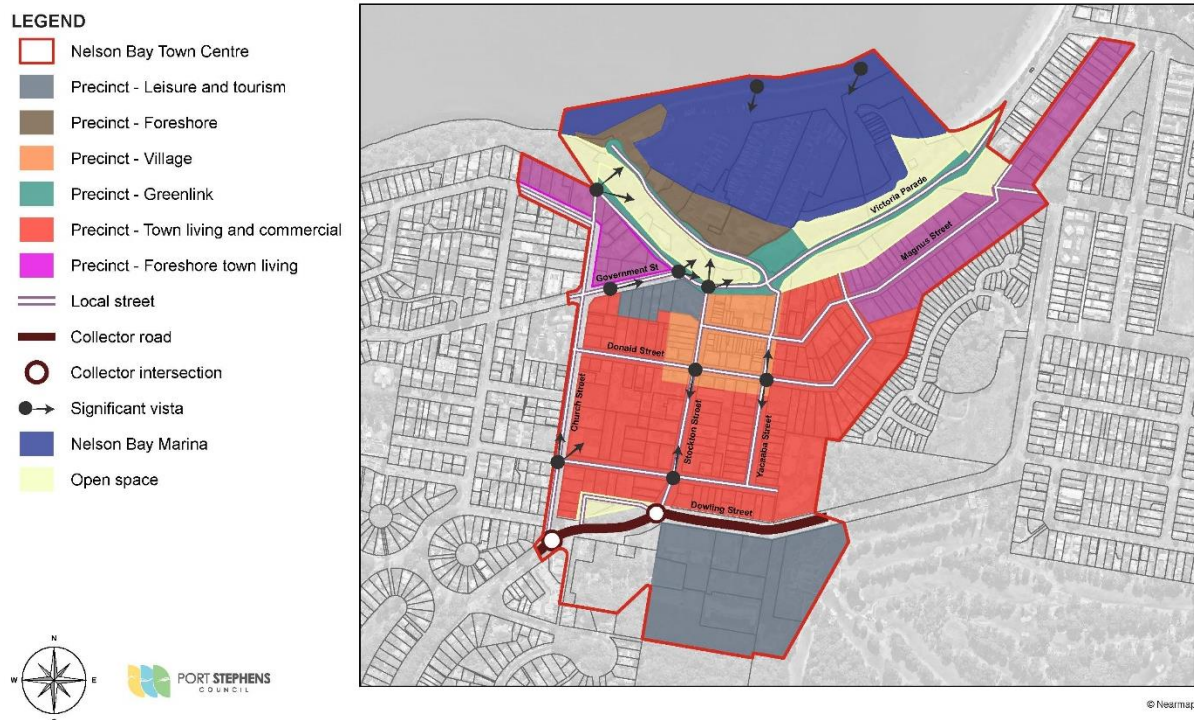 LEGEND
Nelson Bay Town Centre
Precinct - Leisure and tourism
Precinct - Foreshore
Precinct - Village
Precinct - Greenlink
Precinct - Town living and commercial
Precinct - Foreshore town living
Local street
Collector road
Collector intersection
Significant vista
Nelson Bay Marina
Open space
Victoria Parade
Magnus Street
Government St
Donald Street
Church Street
Stockton Street
Yacaaba Street
Dowling Street
N
W
E
S
PORT STEPHENS
COUNCIL
© Nearmap